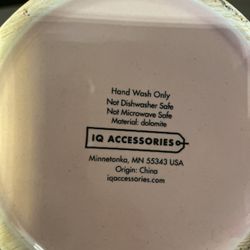 Hand Wash Only
Not Dishwasher Safe
Not Microwave Safe
Material: dolomite
IQ ACCESSORIES
Minnetonka, MN 55343 USA
Origin: China
iqaccessories.com